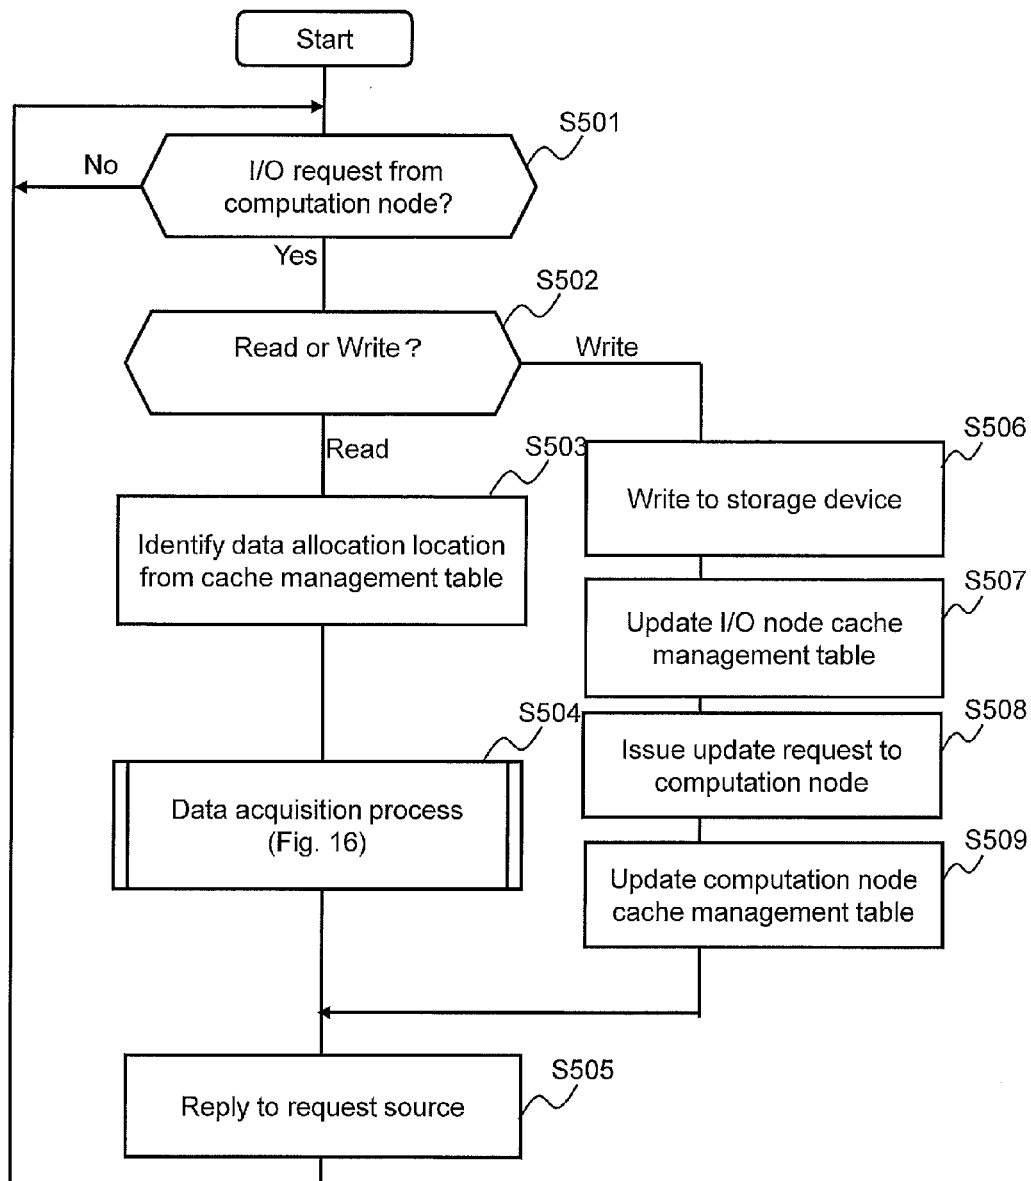 Start
S501
No
I/O request from
computation node?
Yes
S502
Read or Write？
Write
Read
S503
S506
Write to storage device
Identify data allocation location
from cache management table
S507
Update I/O node cache
management table
S504
S508
Issue update request to
computation node
Data acquisition process
(Fig. 16)
S509
Update computation node
cache management table
S505
Reply to request source